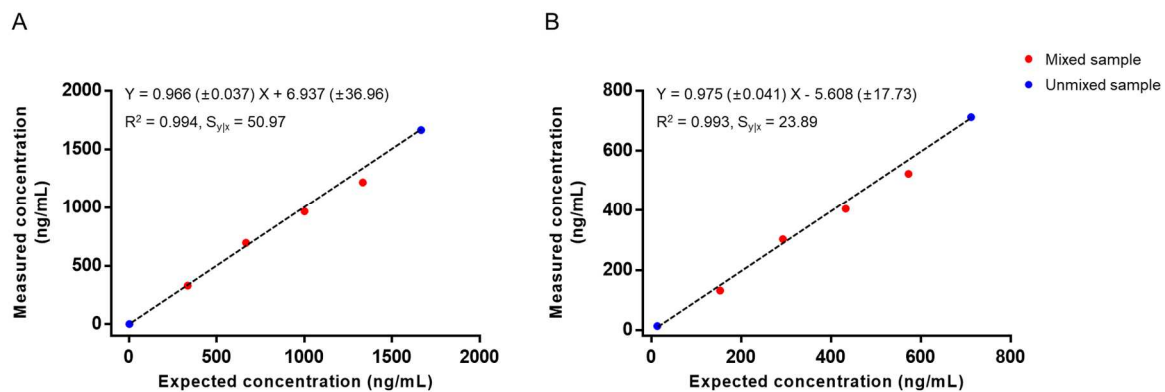 A
Y = 0.966 (±0.037) X + 6.937 (±36.96)
R² = 0.994, Sy|x = 50.97
Measured concentration
(ng/mL)
2000
1500
1000
500
0
0 500 1000 1500 2000
Expected concentration (ng/mL)
B
Mixed sample
Unmixed sample
Y = 0.975 (±0.041) X - 5.608 (±17.73)
R² = 0.993, Sy|x = 23.89
Measured concentration
(ng/mL)
800
600
400
200
0
0 200 400 600 800
Expected concentration (ng/mL)